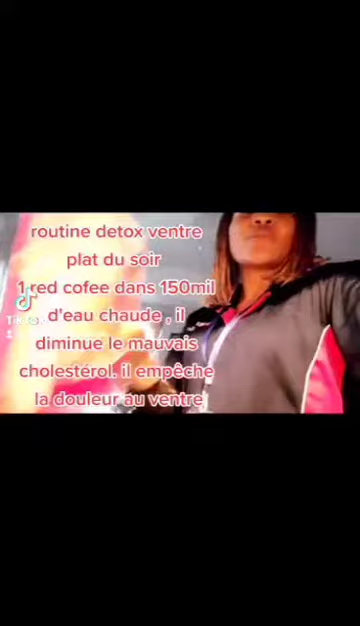 routine detox ventre
plat du soir
1 red cofee dans 150mil
d'eau chaude , il
diminue le mauvais
cholestérol. il empêche
la douleur au ventre